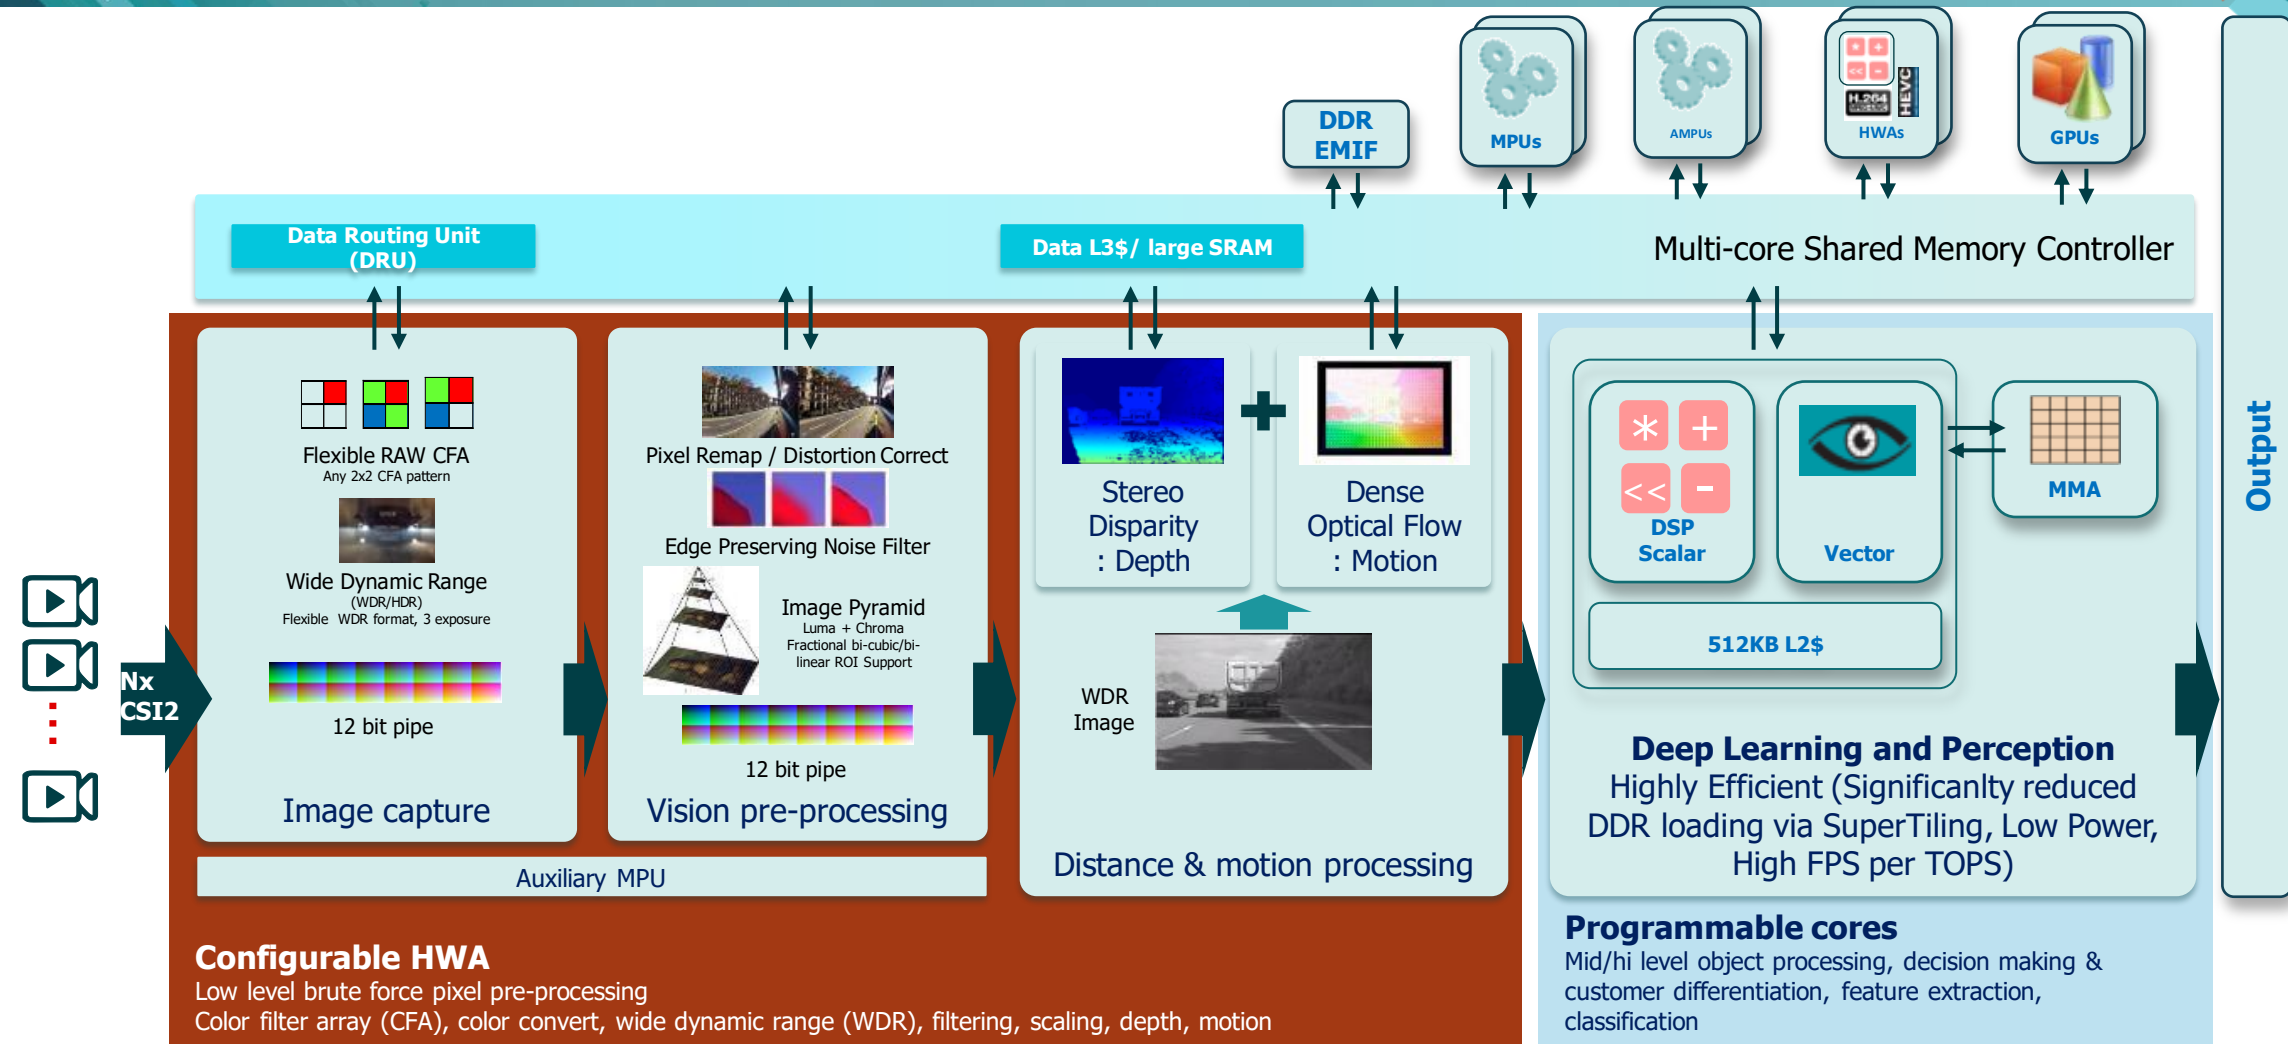 DDR
EMIF
MPUs
AMPUs
* +
<< -
H.264
HEVC
HWAs
GPUs
Data Routing Unit
(DRU)
Data L3$/ large SRAM
Multi-core Shared Memory Controller
Nx
CSI2
Flexible RAW CFA
Any 2x2 CFA pattern
Wide Dynamic Range
(WDR/HDR)
Flexible WDR format, 3 exposure
12 bit pipe
Image capture
Pixel Remap / Distortion Correct
Edge Preserving Noise Filter
Image Pyramid
Luma + Chroma
Fractional bi-cubic/bi-
linear ROI Support
12 bit pipe
Vision pre-processing
Auxiliary MPU
Stereo
Disparity
: Depth
Dense
Optical Flow
: Motion
WDR
Image
Distance & motion processing
* +
<< -
DSP
Scalar
Vector
MMA
512KB L2$
Deep Learning and Perception
Highly Efficient (Significanlty reduced
DDR loading via SuperTiling, Low Power,
High FPS per TOPS)
Output
Configurable HWA
Low level brute force pixel pre-processing
Color filter array (CFA), color convert, wide dynamic range (WDR), filtering, scaling, depth, motion
Programmable cores
Mid/hi level object processing, decision making &
customer differentiation, feature extraction,
classification